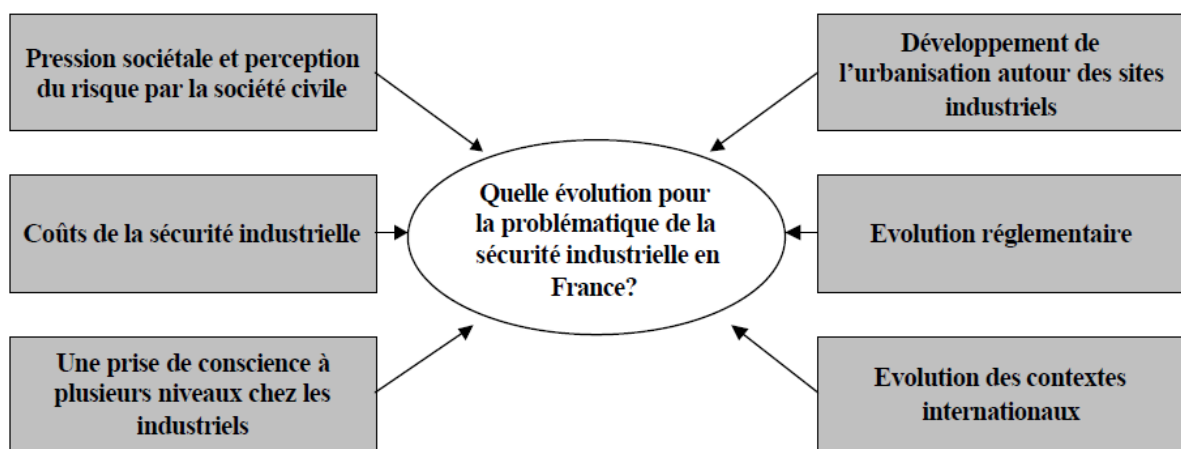 Pression sociétale et perception
du risque par la société civile
Développement de
l’urbanisation autour des sites
industriels
Coûts de la sécurité industrielle
Quelle évolution pour
la problématique de la
sécurité industrielle en
France?
Evolution réglementaire
Une prise de conscience à
plusieurs niveaux chez les
industriels
Evolution des contextes
internationaux